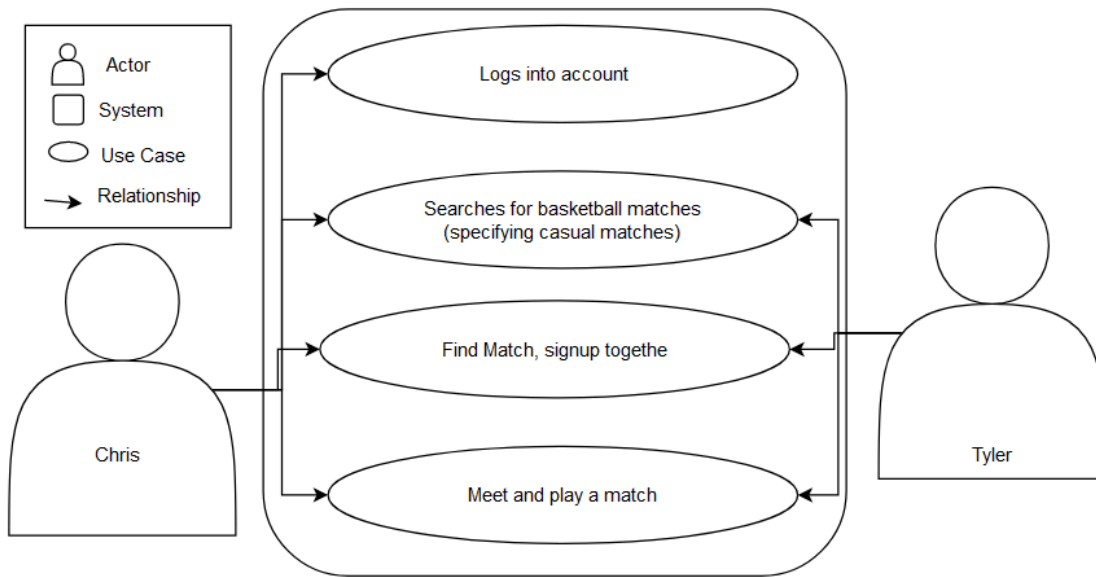 Actor
System
Use Case
Relationship
Logs into account
Searches for basketball matches
(specifying casual matches)
Find Match, signup togethe
Meet and play a match
Chris
Tyler